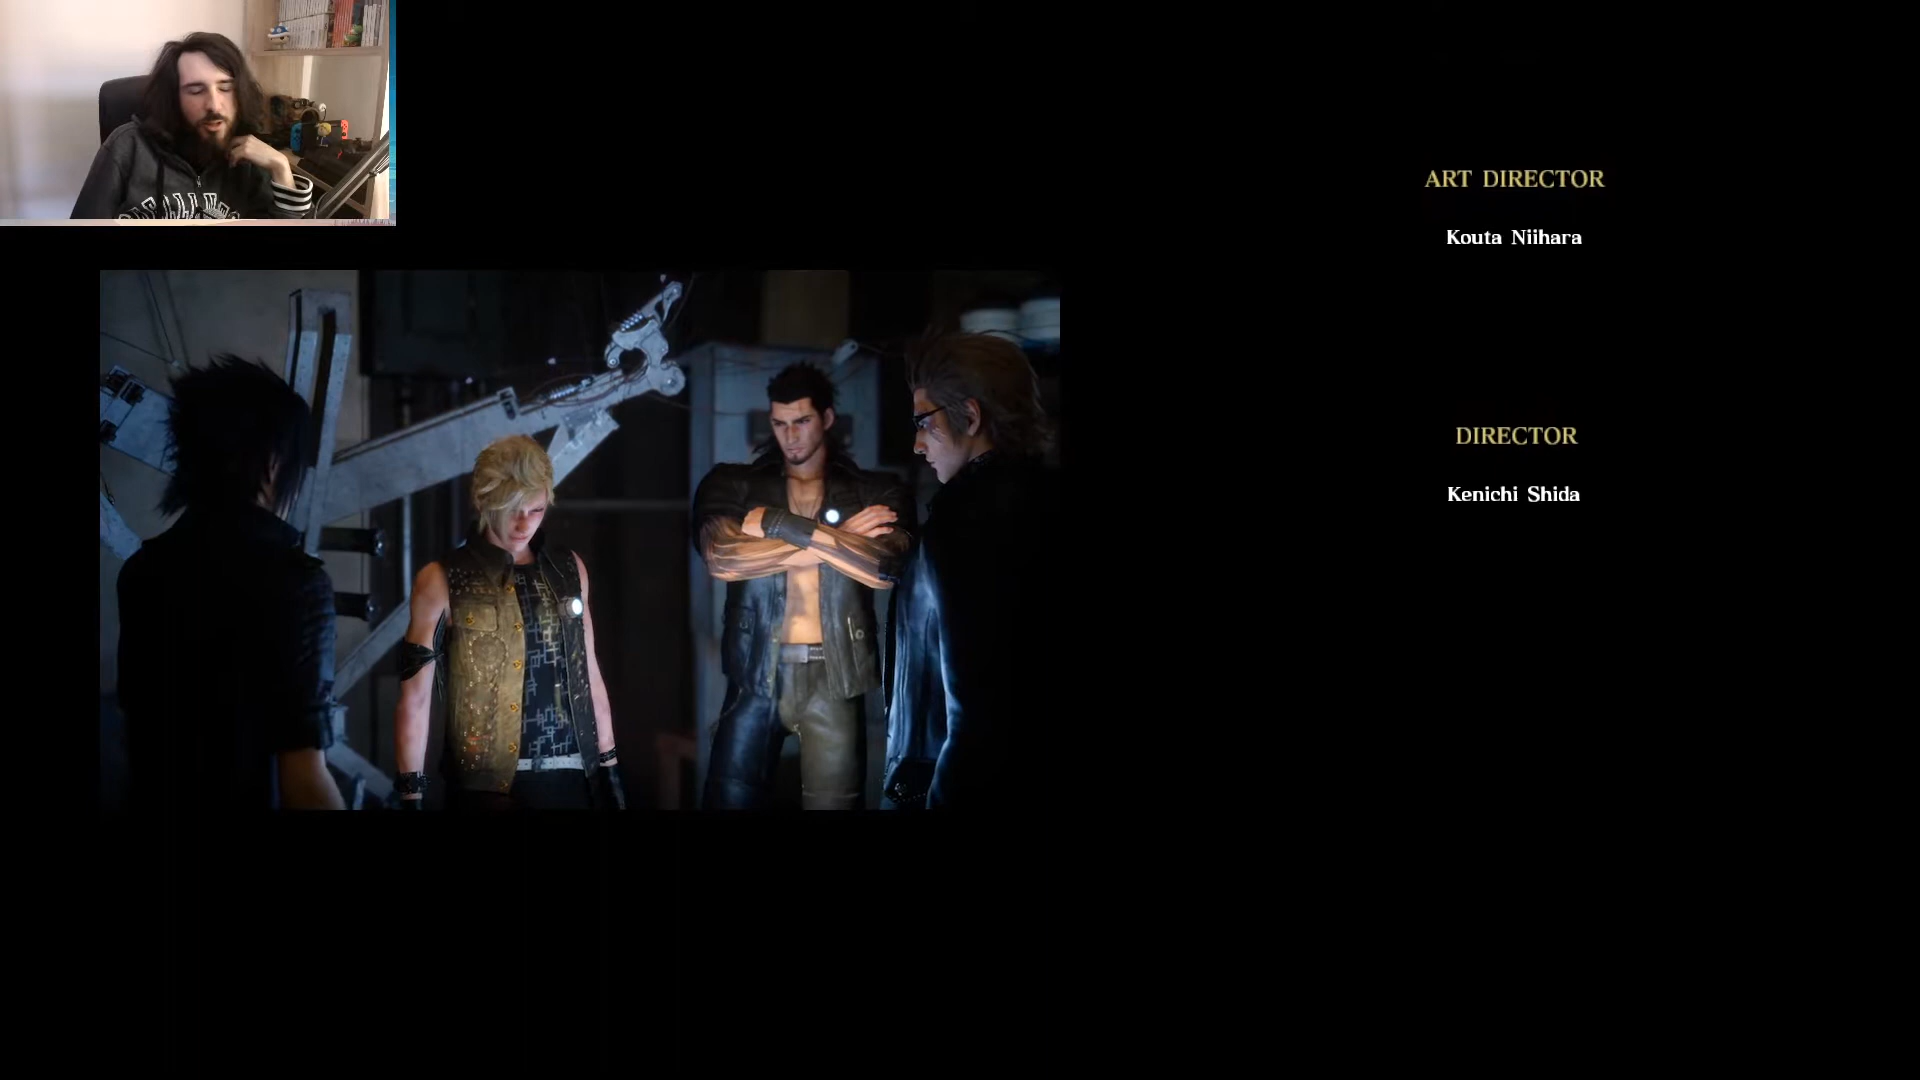 ART DIRECTOR
Kouta Niihara
DIRECTOR
Kenichi Shida